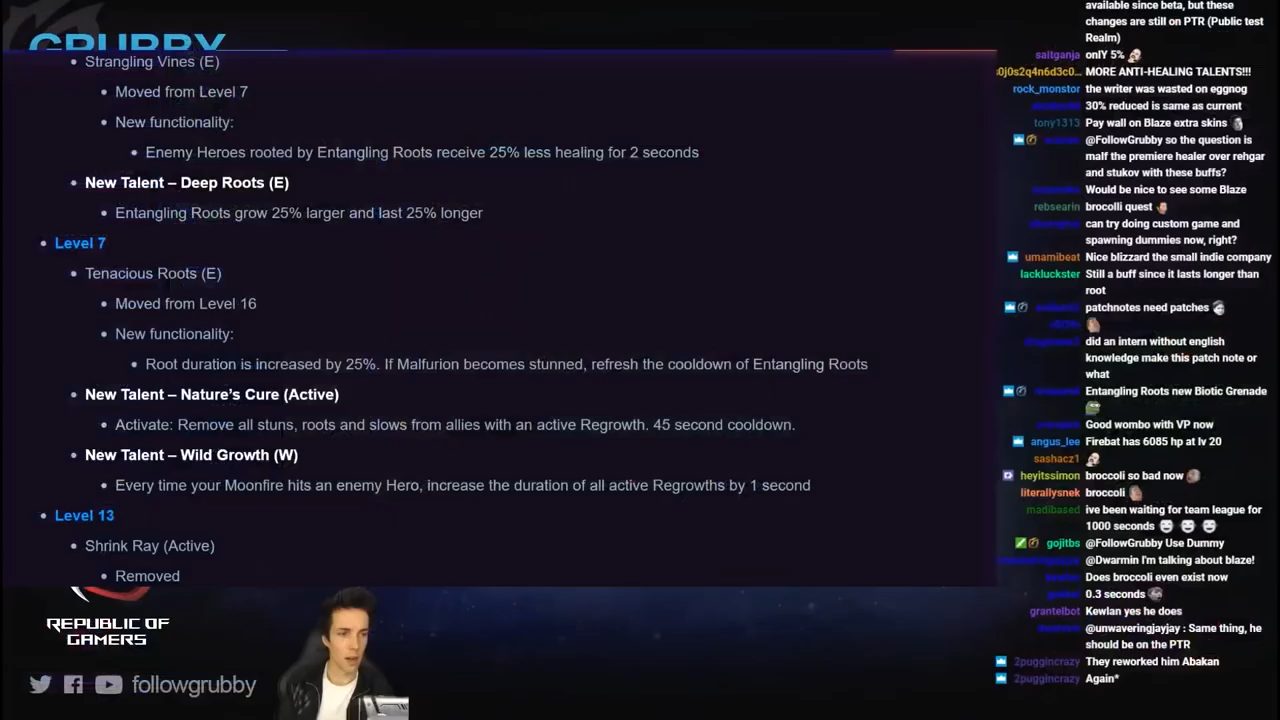 GRUBBY
Strangling Vines (E)
Moved from Level 7
New functionality:
Enemy Heroes rooted by Entangling Roots receive 25% less healing for 2 seconds
New Talent – Deep Roots (E)
Entangling Roots grow 25% larger and last 25% longer
Level 7
Tenacious Roots (E)
Moved from Level 16
New functionality:
Root duration is increased by 25%. If Malfurion becomes stunned, refresh the cooldown of Entangling Roots
New Talent – Nature's Cure (Active)
Activate: Remove all stuns, roots and slows from allies with an active Regrowth. 45 second cooldown.
New Talent – Wild Growth (W)
Every time your Moonfire hits an enemy Hero, increase the duration of all active Regrowths by 1 second
Level 13
Shrink Ray (Active)
Removed
REPUBLIC OF
GAMERS
followgrubby
available since beta, but these
changes are still on PTR (Public test
Realm)
saltganja onlY 5%
s0j0s2q4n6d3c0... MORE ANTI-HEALING TALENTS!!!
rock_monstor the writer was wasted on eggnog
30% reduced is same as current
tony1313 Pay wall on Blaze extra skins
@FollowGrubby so the question is
malf the premiere healer over rehgar
and stukov with these buffs?
Would be nice to see some Blaze
rebsearin brocolli quest
can try doing custom game and
spawning dummies now, right?
umamibeat Nice blizzard the small indie company
lackluckster Still a buff since it lasts longer than
root
patchnotes need patches
did an intern without english
knowledge make this patch note or
what
Entangling Roots new Biotic Grenade
Good wombo with VP now
angus_lee Firebat has 6085 hp at lv 20
sashacz1
heyitssimon broccoli so bad now
literallysnek broccoli
madibased ive been waiting for team league for
1000 seconds
gojitbs @FollowGrubby Use Dummy
@Dwarmin I'm talking about blaze!
Does broccoli even exist now
0.3 seconds
grantelbot Kewlan yes he does
@unwaveringjayjay : Same thing, he
should be on the PTR
2puggincrazy They reworked him Abakan
2puggincrazy Again*